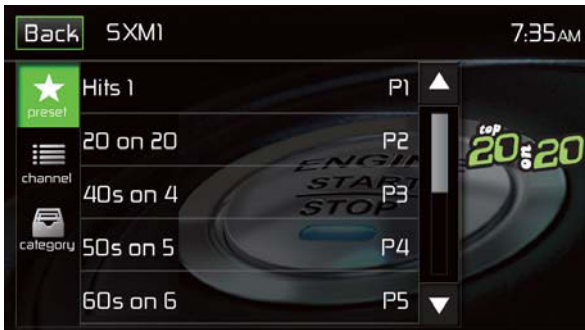 Back SXM1 7:35AM
preset
Hits 1 P1
20 on 20 P2
channel
40s on 4 P3
category
50s on 5 P4
60s on 6 P5
top
20 on 20
ENGINE
START
STOP